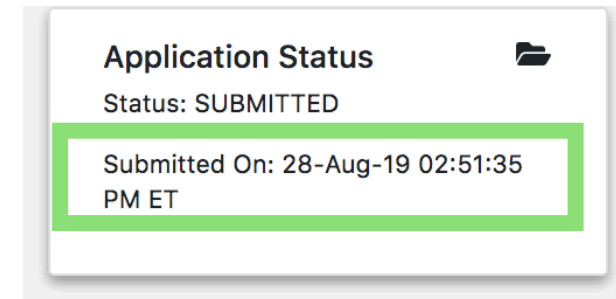 Application Status
Status: SUBMITTED
Submitted On: 28-Aug-19 02:51:35
PM ET